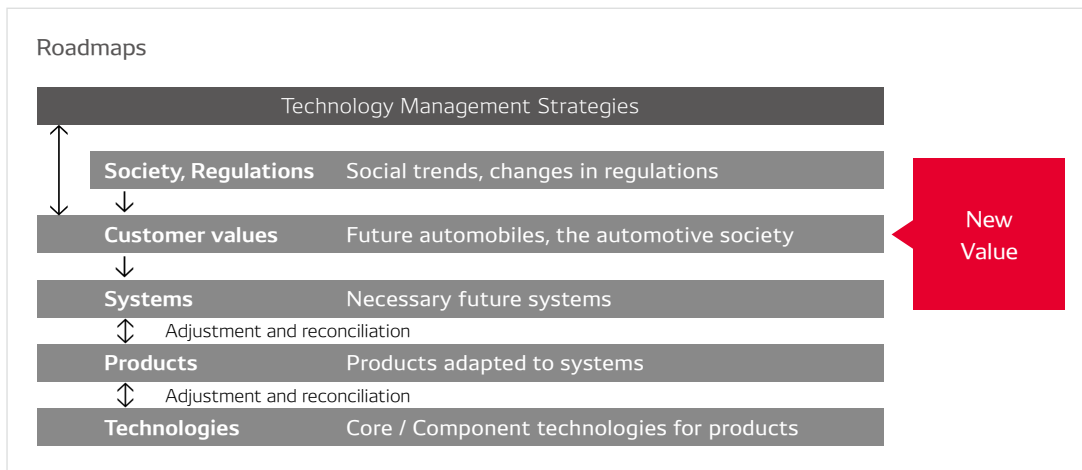 Roadmaps
Technology Management Strategies
Society, Regulations Social trends, changes in regulations
Customer values Future automobiles, the automotive society
New
Value
Systems Necessary future systems
Adjustment and reconciliation
Products Products adapted to systems
Adjustment and reconciliation
Technologies Core / Component technologies for products